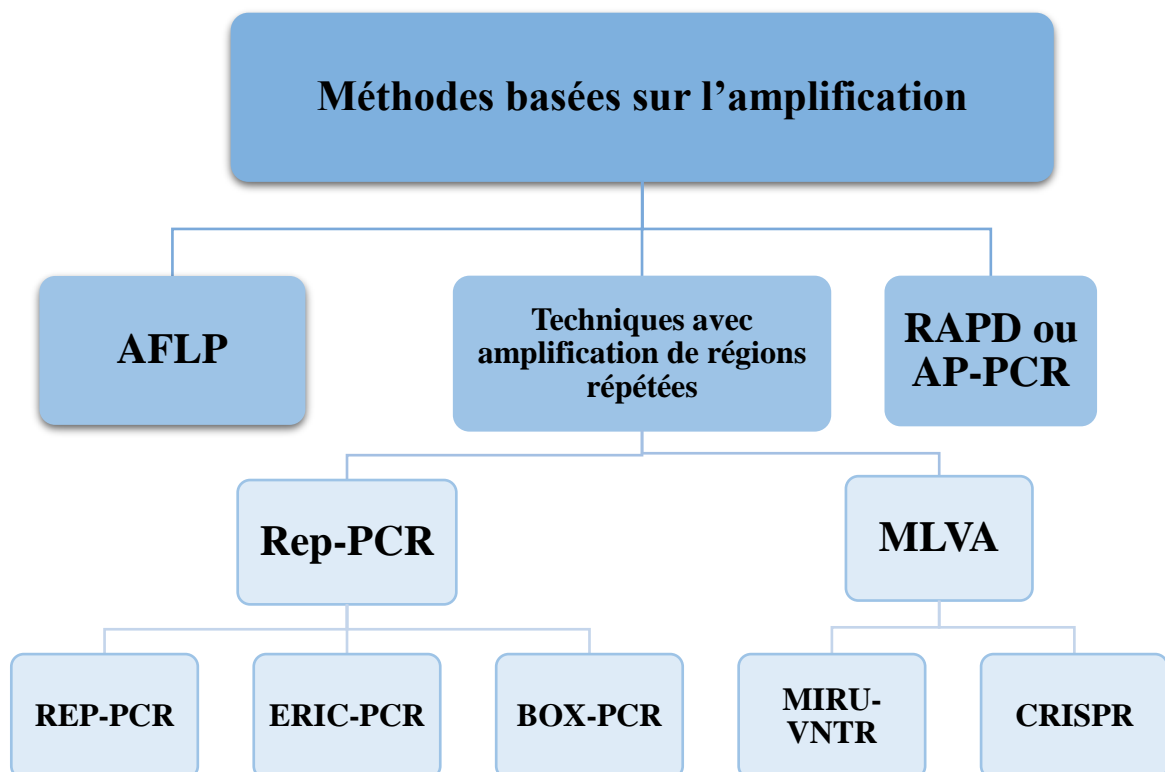 Méthodes basées sur l’amplification
AFLP
Techniques avec
amplification de régions
répétées
RAPD ou
AP-PCR
Rep-PCR
MLVA
REP-PCR
ERIC-PCR
BOX-PCR
MIRU-
VNTR
CRISPR